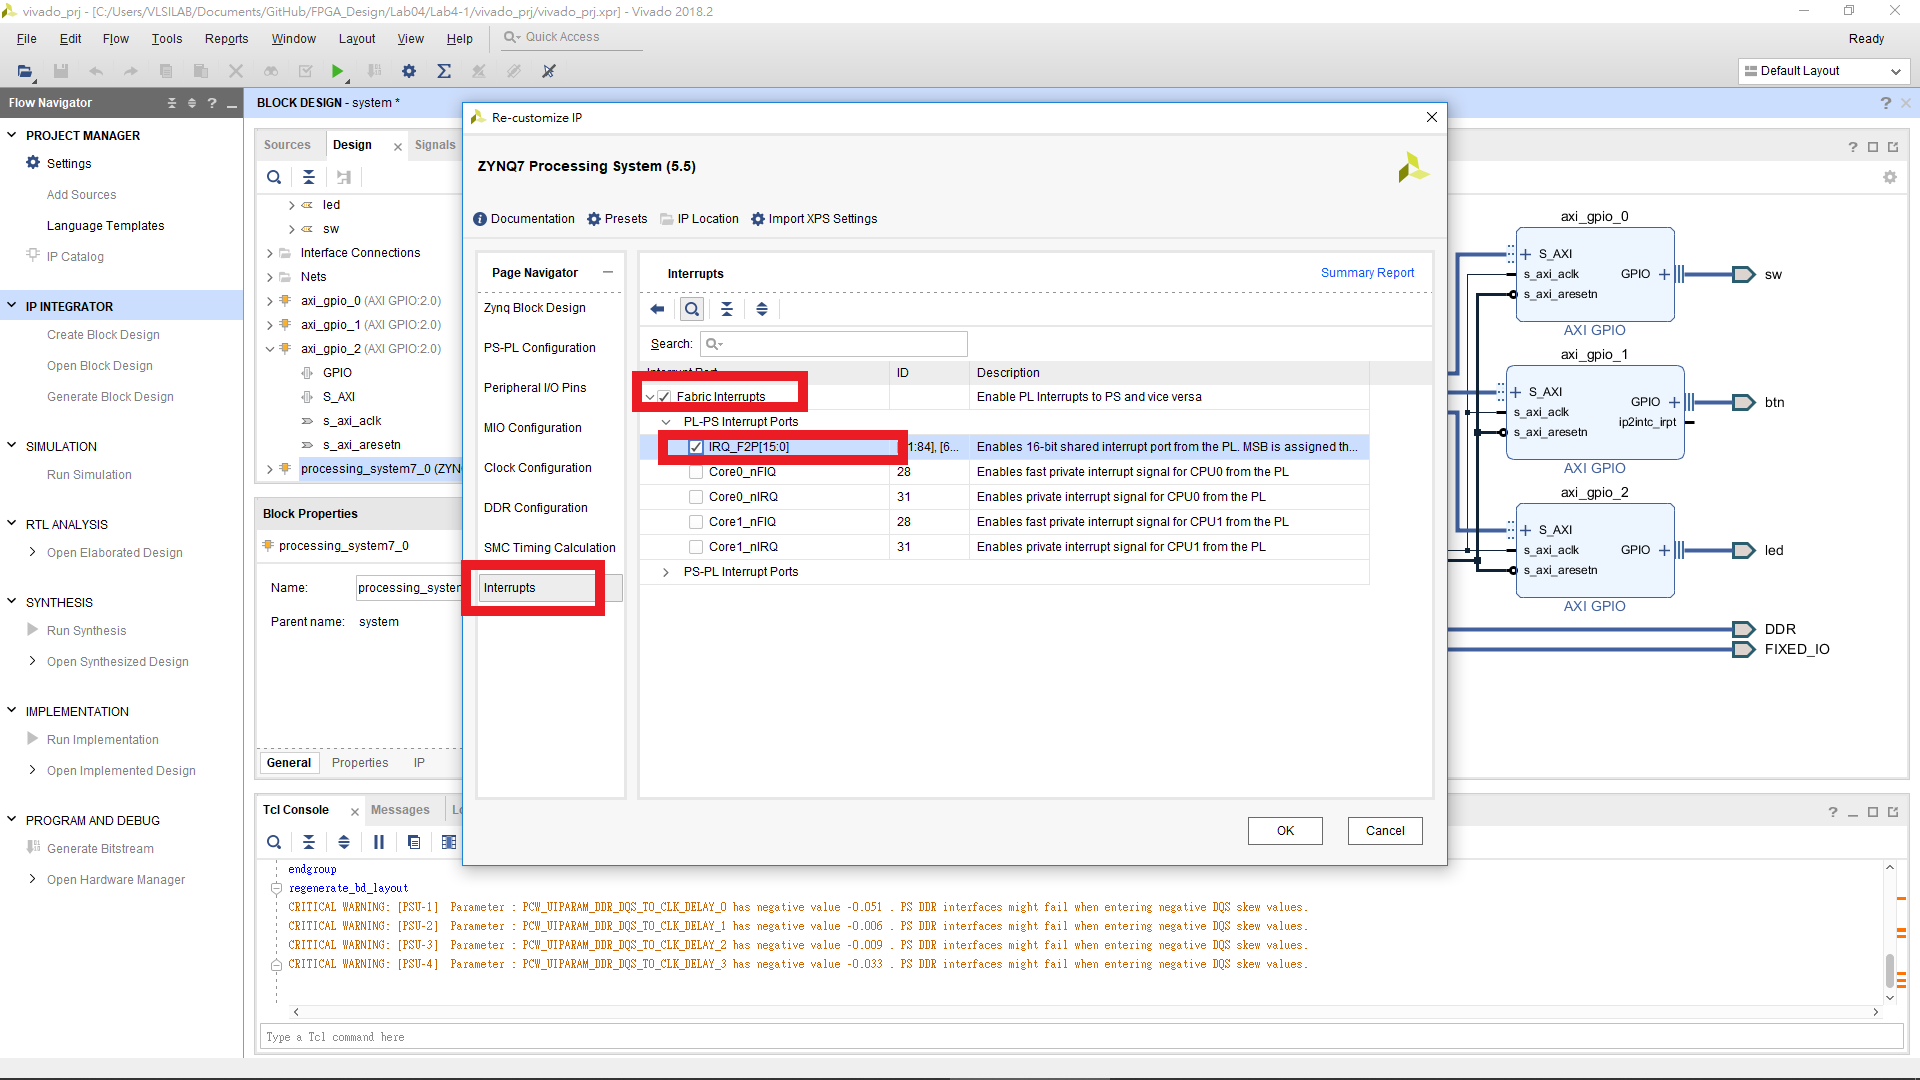 vivado_prj - [C:/Users/VLSILAB/Documents/GitHub/FPGA_Design/Lab04/Lab4-1/vivado_prj/vivado_prj.xpr] - Vivado 2018.2
File Edit Flow Tools Reports Window Layout View Help Quick Access
Ready
Default Layout
Flow Navigator
PROJECT MANAGER
Settings
Add Sources
Language Templates
IP Catalog
IP INTEGRATOR
Create Block Design
Open Block Design
Generate Block Design
SIMULATION
Run Simulation
RTL ANALYSIS
Open Elaborated Design
SYNTHESIS
Run Synthesis
Open Synthesized Design
IMPLEMENTATION
Run Implementation
Open Implemented Design
PROGRAM AND DEBUG
Generate Bitstream
Open Hardware Manager
BLOCK DESIGN - system *
Sources Design Signals
led
sw
Interface Connections
Nets
axi_gpio_0 (AXI GPIO:2.0)
axi_gpio_1 (AXI GPIO:2.0)
axi_gpio_2 (AXI GPIO:2.0)
GPIO
S_AXI
s_axi_aclk
s_axi_aresetn
processing_system7_0 (ZYN
Block Properties
processing_system7_0
Name: processing_system
Parent name: system
General Properties IP
Re-customize IP
ZYNQ7 Processing System (5.5)
Documentation Presets IP Location Import XPS Settings
Page Navigator
Zynq Block Design
PS-PL Configuration
Peripheral I/O Pins
MIO Configuration
Clock Configuration
DDR Configuration
SMC Timing Calculation
Interrupts
Interrupts Summary Report
Search:
Interrupt Port ID Description
Fabric Interrupts Enable PL Interrupts to PS and vice versa
PL-PS Interrupt Ports
IRQ_F2P[15:0] 1:84], [6... Enables 16-bit shared interrupt port from the PL. MSB is assigned th...
Core0_nFIQ 28 Enables fast private interrupt signal for CPU0 from the PL
Core0_nIRQ 31 Enables private interrupt signal for CPU0 from the PL
Core1_nFIQ 28 Enables fast private interrupt signal for CPU1 from the PL
Core1_nIRQ 31 Enables private interrupt signal for CPU1 from the PL
PS-PL Interrupt Ports
OK Cancel
axi_gpio_0
S_AXI
s_axi_aclk GPIO sw
s_axi_aresetn
AXI GPIO
axi_gpio_1
S_AXI
GPIO btn
s_axi_aclk
ip2intc_irpt
s_axi_aresetn
AXI GPIO
axi_gpio_2
S_AXI
s_axi_aclk GPIO led
s_axi_aresetn
AXI GPIO
DDR
FIXED_IO
Tcl Console Messages Lo
endgroup
regenerate_bd_layout
CRITICAL WARNING: [PSU-1] Parameter : PCW_UIPARAM_DDR_DQS_TO_CLK_DELAY_0 has negative value -0.051 . PS DDR interfaces might fail when entering negative DQS skew values.
CRITICAL WARNING: [PSU-2] Parameter : PCW_UIPARAM_DDR_DQS_TO_CLK_DELAY_1 has negative value -0.006 . PS DDR interfaces might fail when entering negative DQS skew values.
CRITICAL WARNING: [PSU-3] Parameter : PCW_UIPARAM_DDR_DQS_TO_CLK_DELAY_2 has negative value -0.009 . PS DDR interfaces might fail when entering negative DQS skew values.
CRITICAL WARNING: [PSU-4] Parameter : PCW_UIPARAM_DDR_DQS_TO_CLK_DELAY_3 has negative value -0.033 . PS DDR interfaces might fail when entering negative DQS skew values.
Type a Tcl command here